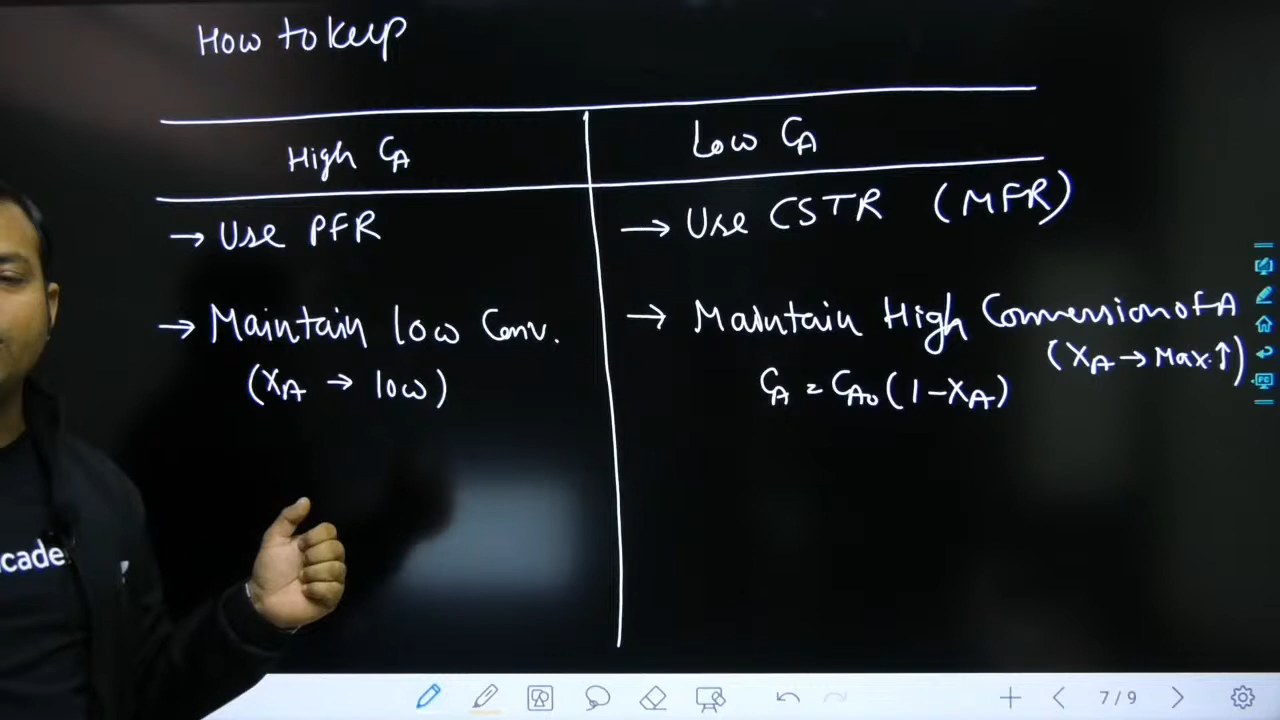 How to keep
High CA
Low CA
→ Use PFR
→ Use CSTR (MFR)
→ Maintain low Conv.
(XA → low)
→ Maintain High Conversion of A
(XA → Max.↑)
CA = CA0 (1-XA)
cade
PC
7/9